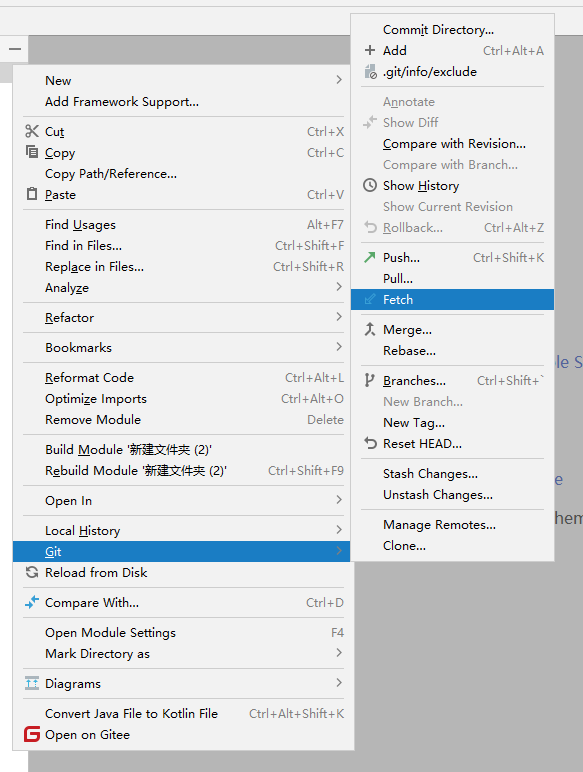 New
Add Framework Support...
Cut Ctrl+X
Copy Ctrl+C
Copy Path/Reference...
Paste Ctrl+V
Find Usages Alt+F7
Find in Files... Ctrl+Shift+F
Replace in Files... Ctrl+Shift+R
Analyze
Refactor
Bookmarks
Reformat Code Ctrl+Alt+L
Optimize Imports Ctrl+Alt+O
Remove Module Delete
Build Module '新建文件夹 (2)'
Rebuild Module '新建文件夹 (2)' Ctrl+Shift+F9
Open In
Local History
Git
Reload from Disk
Compare With... Ctrl+D
Open Module Settings F4
Mark Directory as
Diagrams
Convert Java File to Kotlin File Ctrl+Alt+Shift+K
Open on Gitee
Commit Directory...
Add Ctrl+Alt+A
.git/info/exclude
Annotate
Show Diff
Compare with Revision...
Compare with Branch...
Show History
Show Current Revision
Rollback... Ctrl+Alt+Z
Push... Ctrl+Shift+K
Pull...
Fetch
Merge...
Rebase...
Branches... Ctrl+Shift+`
New Branch...
New Tag...
Reset HEAD...
Stash Changes...
Unstash Changes...
Manage Remotes...
Clone...
le S
e
hem